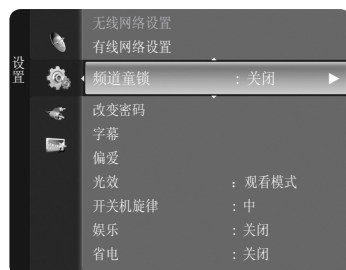 设置
无线网络设置
有线网络设置
频道童锁 : 关闭
改变密码
字幕
偏爱
光效 : 观看模式
开关机旋律 : 中
娱乐 : 关闭
省电 : 关闭